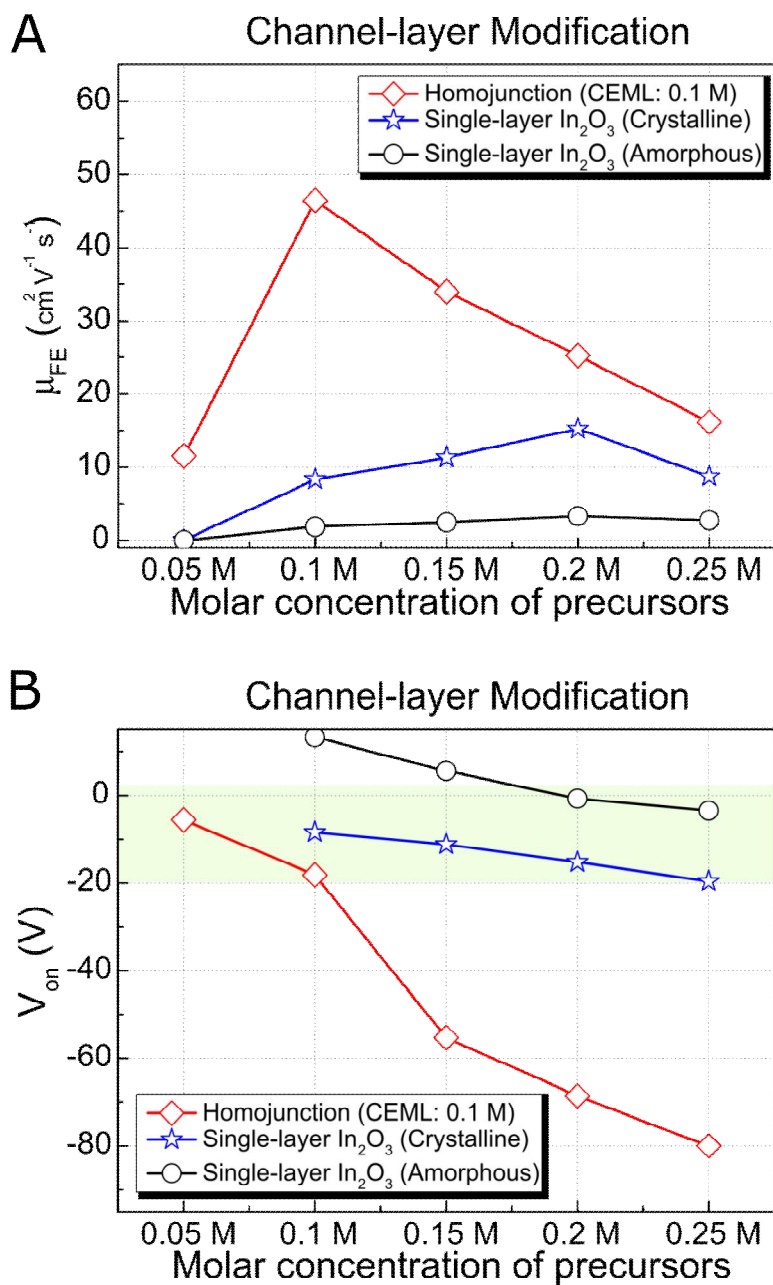 A
Channel-layer Modification
Homojunction (CEML: 0.1 M)
Single-layer In₂O₃ (Crystalline)
Single-layer In₂O₃ (Amorphous)
60
50
40
30
20
10
0
μFE (cm² V⁻¹ s⁻¹)
0.05 M 0.1 M 0.15 M 0.2 M 0.25 M
Molar concentration of precursors
B
Channel-layer Modification
0
-20
-40
-60
-80
Von (V)
Homojunction (CEML: 0.1 M)
Single-layer In₂O₃ (Crystalline)
Single-layer In₂O₃ (Amorphous)
0.05 M 0.1 M 0.15 M 0.2 M 0.25 M
Molar concentration of precursors